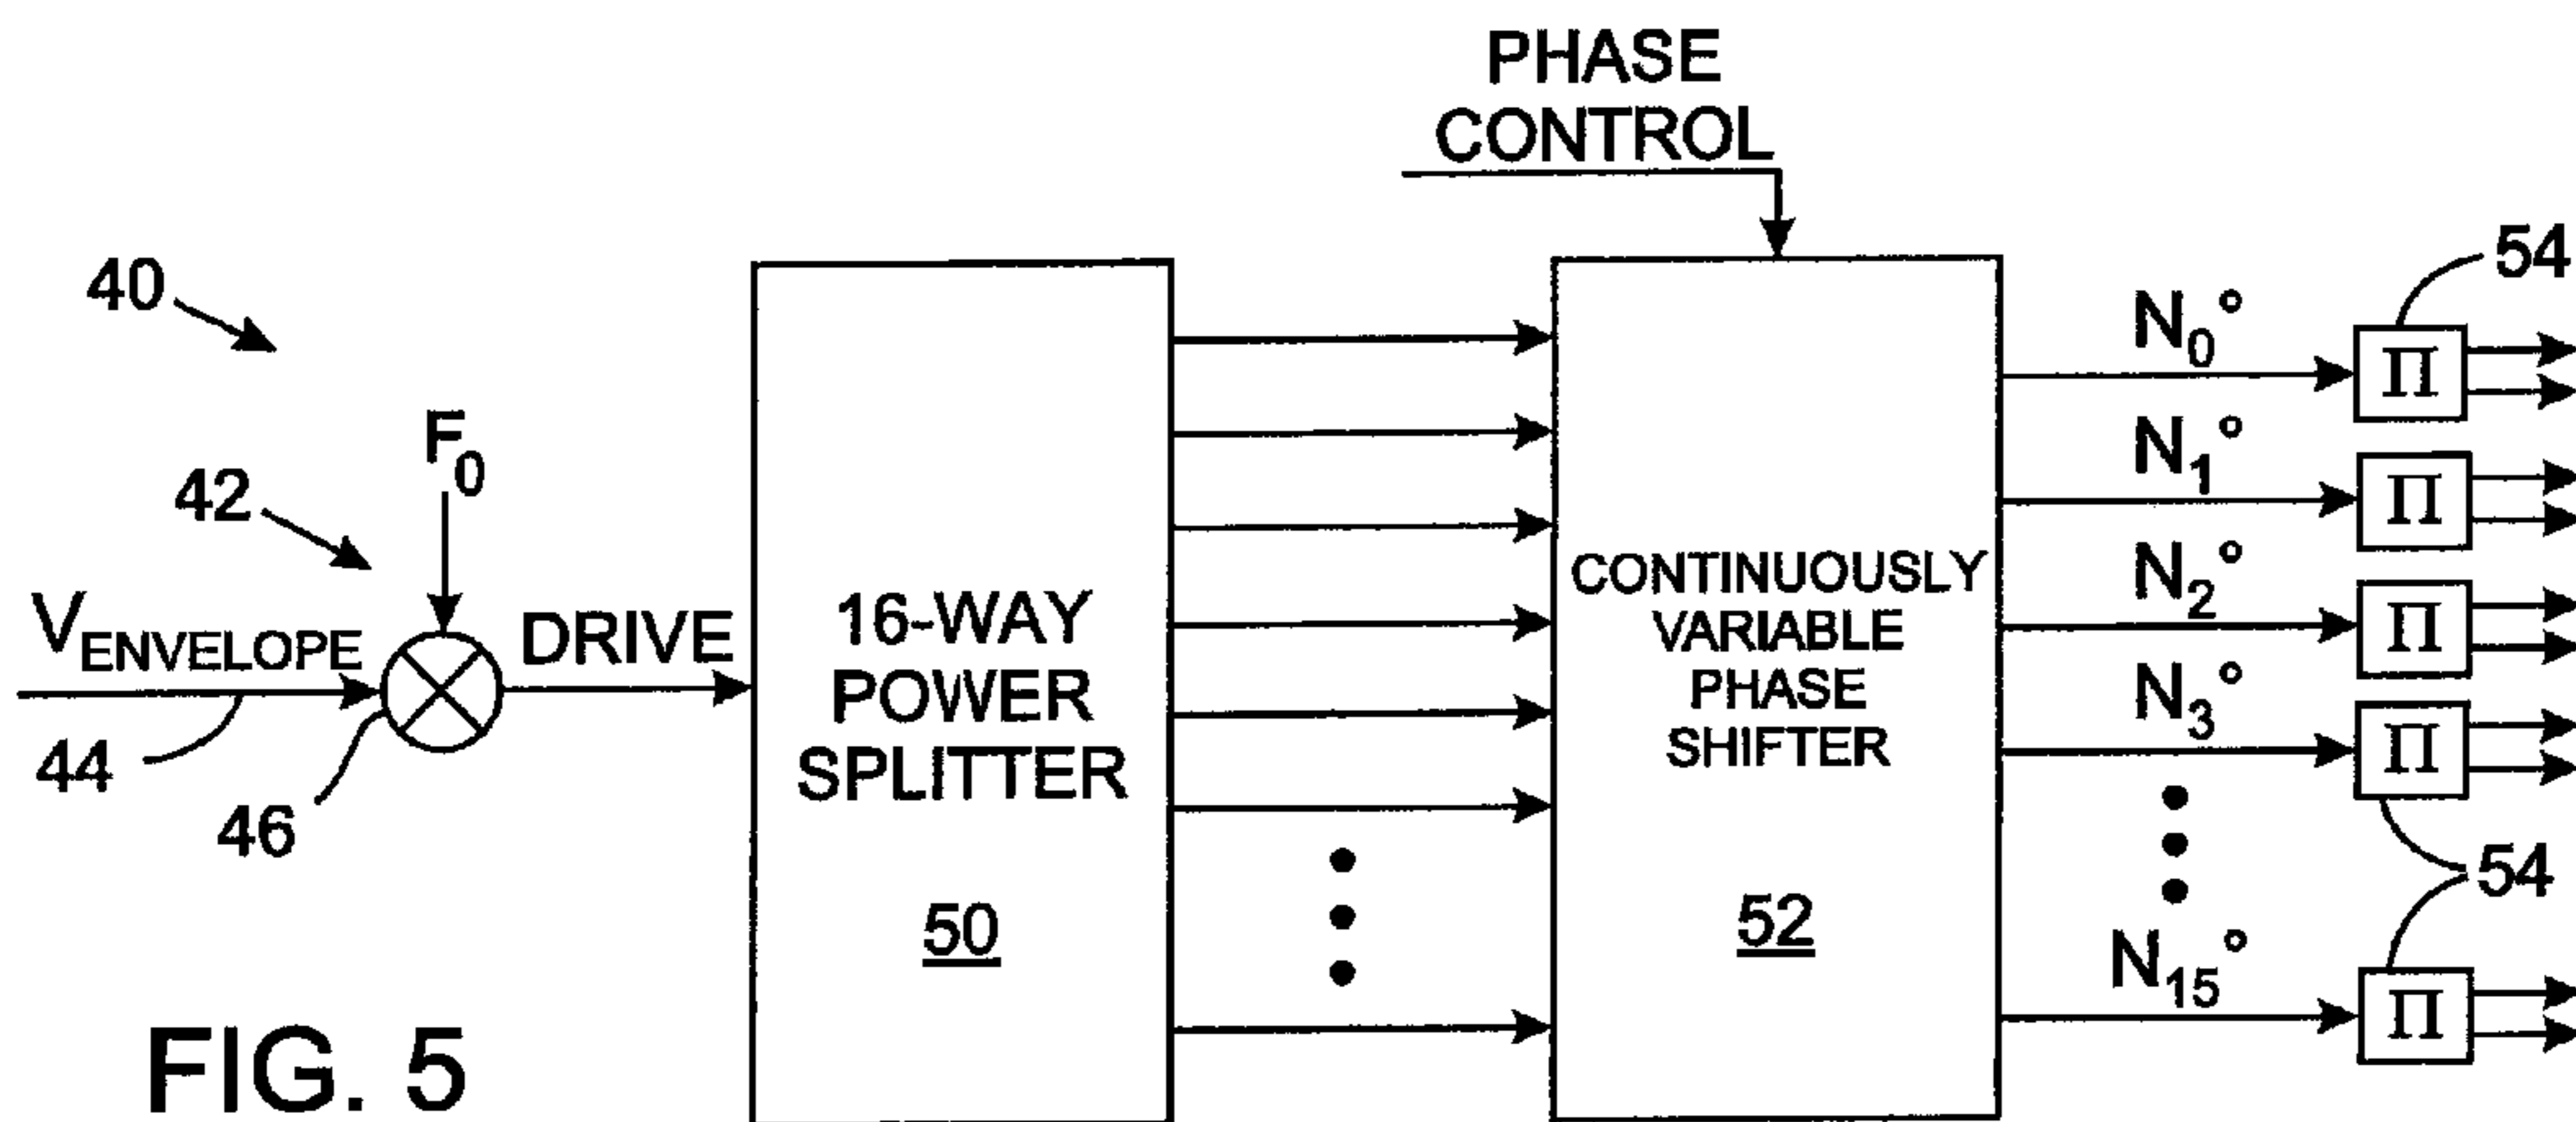 PHASE
CONTROL
40
42
F0
VENVELOPE
44
46
DRIVE
16-WAY
POWER
SPLITTER
50
CONTINUOUSLY
VARIABLE
PHASE
SHIFTER
52
N0°
N1°
N2°
N3°
N15°
54
Π
Π
Π
Π
54
Π
FIG. 5